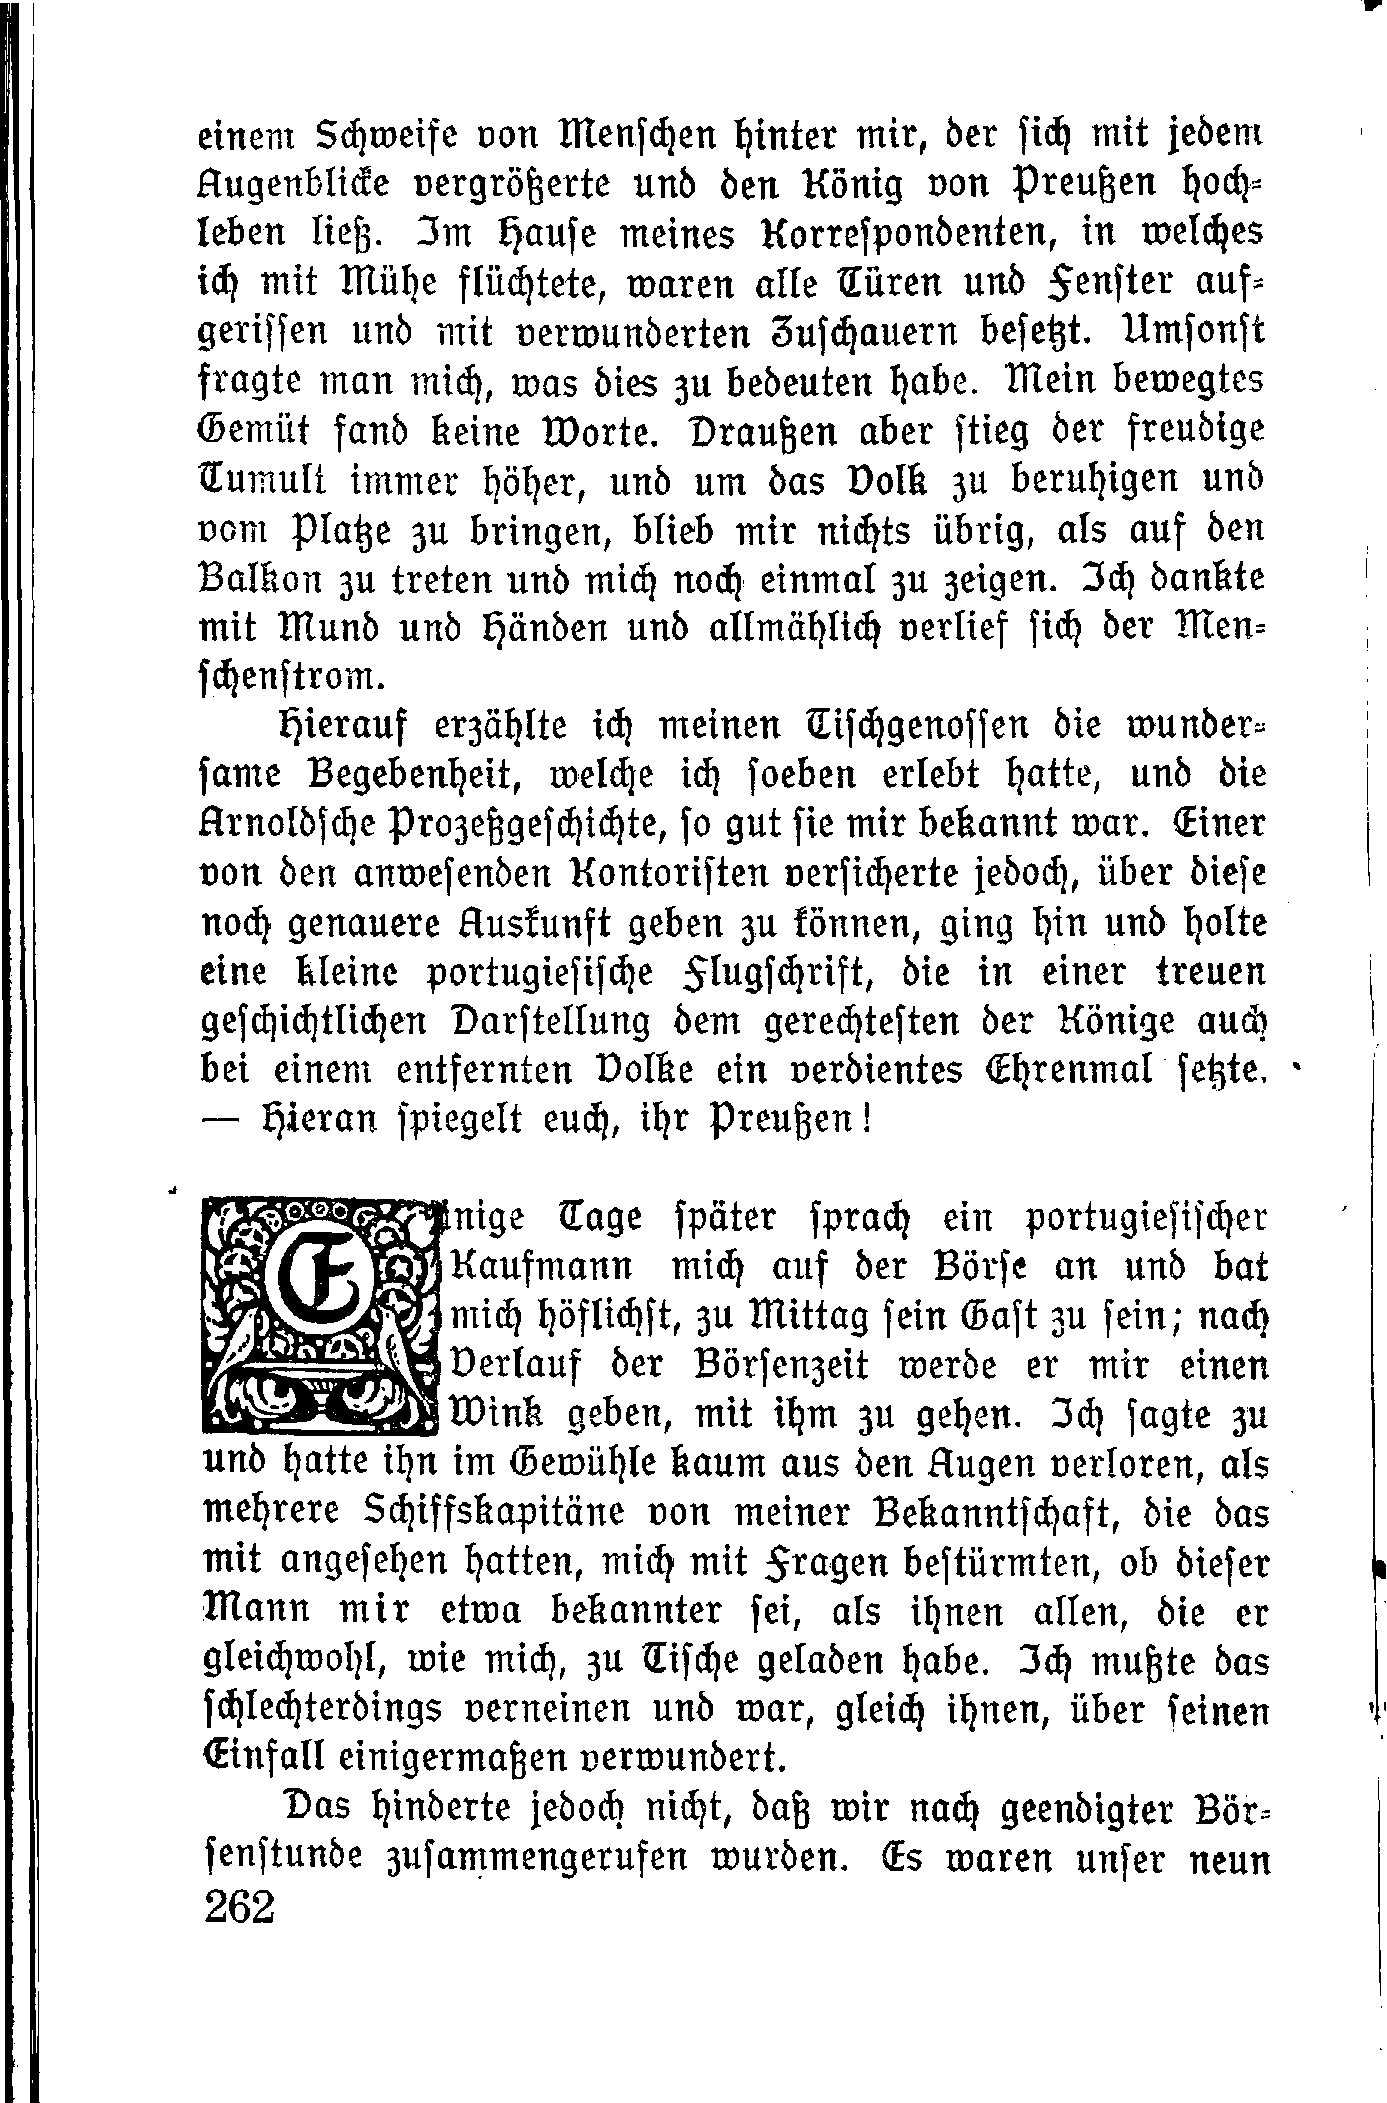 einem Schweife von Menschen hinter mir, der sich mit jedem
Augenblicke vergrößerte und den König von Preußen hoch-
leben ließ. Im Hause meines Korrespondenten, in welches
ich mit Mühe flüchtete, waren alle Türen und Fenster auf-
gerissen und mit verwunderten Zuschauern besetzt. Umsonst
fragte man mich, was dies zu bedeuten habe. Mein bewegtes
Gemüt fand keine Worte. Draußen aber stieg der freudige
Tumult immer höher, und um das Volk zu beruhigen und
vom Platze zu bringen, blieb mir nichts übrig, als auf den
Balkon zu treten und mich noch einmal zu zeigen. Ich dankte
mit Mund und Händen und allmählich verlief sich der Men-
schenstrom.
Hierauf erzählte ich meinen Tischgenossen die wunder-
same Begebenheit, welche ich soeben erlebt hatte, und die
Arnoldsche Prozeßgeschichte, so gut sie mir bekannt war. Einer
von den anwesenden Kontoristen versicherte jedoch, über diese
noch genauere Auskunft geben zu können, ging hin und holte
eine kleine portugiesische Flugschrift, die in einer treuen
geschichtlichen Darstellung dem gerechtesten der Könige auch
bei einem entfernten Volke ein verdientes Ehrenmal setzte.
— Hieran spiegelt euch, ihr Preußen!
Einige Tage später sprach ein portugiesischer
Kaufmann mich auf der Börse an und bat
mich höflichst, zu Mittag sein Gast zu sein; nach
Verlauf der Börsenzeit werde er mir einen
Wink geben, mit ihm zu gehen. Ich sagte zu
und hatte ihn im Gewühle kaum aus den Augen verloren, als
mehrere Schiffskapitäne von meiner Bekanntschaft, die das
mit angesehen hatten, mich mit Fragen bestürmten, ob dieser
Mann mir etwa bekannter sei, als ihnen allen, die er
gleichwohl, wie mich, zu Tische geladen habe. Ich mußte das
schlechterdings verneinen und war, gleich ihnen, über seinen
Einfall einigermaßen verwundert.
Das hinderte jedoch nicht, daß wir nach geendigter Bör-
senstunde zusammengerufen wurden. Es waren unser neun
262